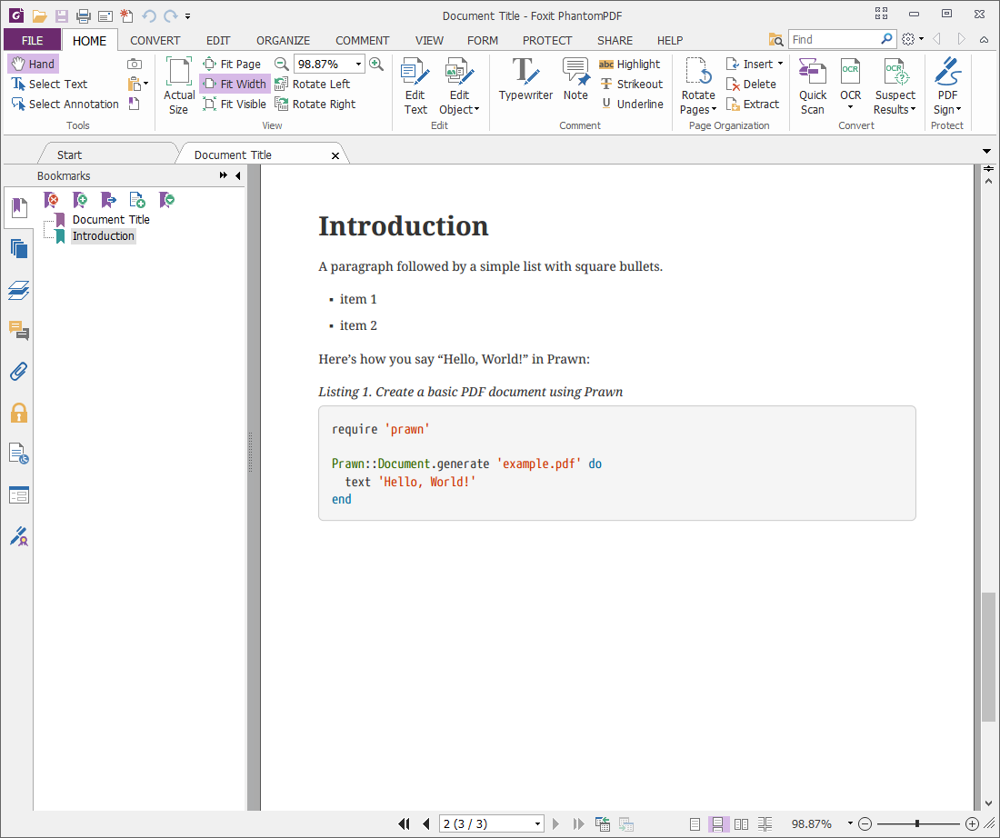 Document Title - Foxit PhantomPDF
FILE HOME CONVERT EDIT ORGANIZE COMMENT VIEW FORM PROTECT SHARE HELP Find
Hand
Select Text
Select Annotation
Tools
Actual Size
Fit Page
Fit Width
Fit Visible
98.87%
Rotate Left
Rotate Right
View
Edit Text
Edit Object
Edit
Typewriter
Note
abc Highlight
Strikeout
U Underline
Comment
Rotate Pages
Insert
Delete
Extract
Page Organization
Quick Scan
OCR
OCR
OCR
Suspect Results
Convert
PDF Sign
Protect
Start
Document Title
Bookmarks
Document Title
Introduction
Introduction
A paragraph followed by a simple list with square bullets.
▪ item 1
▪ item 2
Here’s how you say “Hello, World!” in Prawn:
Listing 1. Create a basic PDF document using Prawn
require 'prawn'
Prawn::Document.generate 'example.pdf' do
  text 'Hello, World!'
end
2 (3 / 3)
98.87%